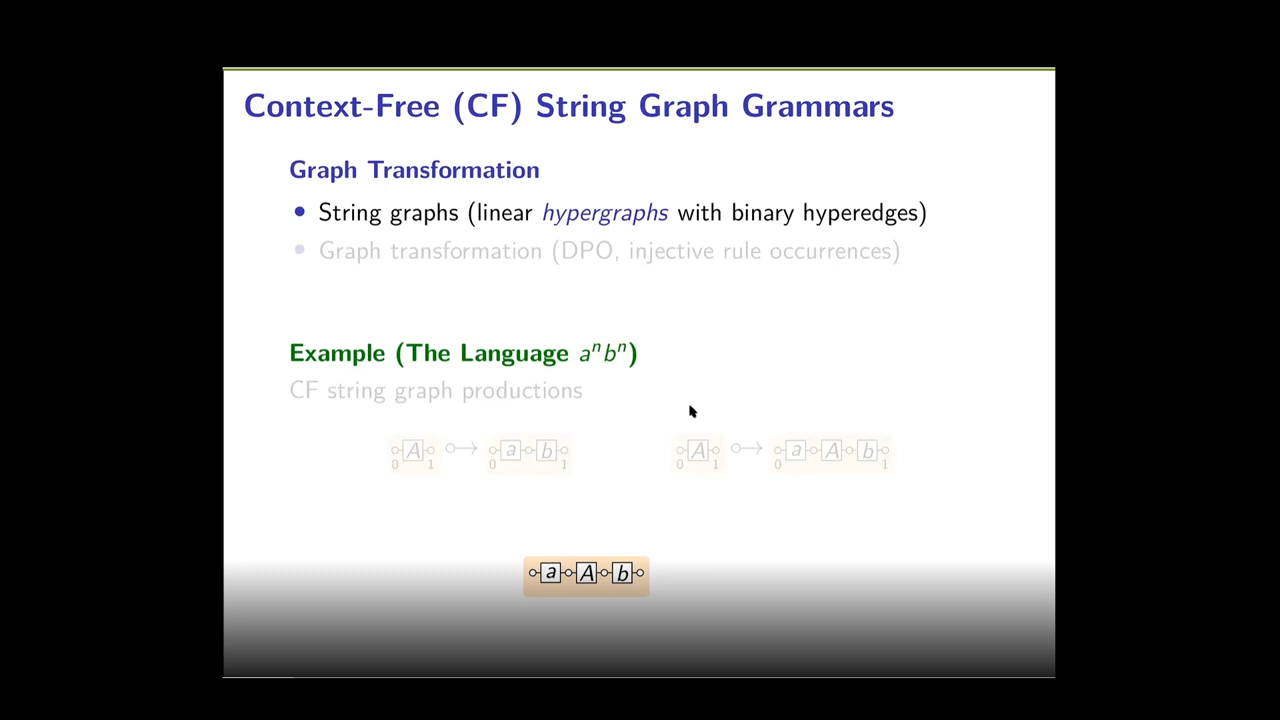 Context-Free (CF) String Graph Grammars
Graph Transformation
• String graphs (linear hypergraphs with binary hyperedges)
• Graph transformation (DPO, injective rule occurrences)
Example (The Language aⁿbⁿ)
CF string graph productions
A a b A a A b
0 1 0 1 0 1 0 1
a A b